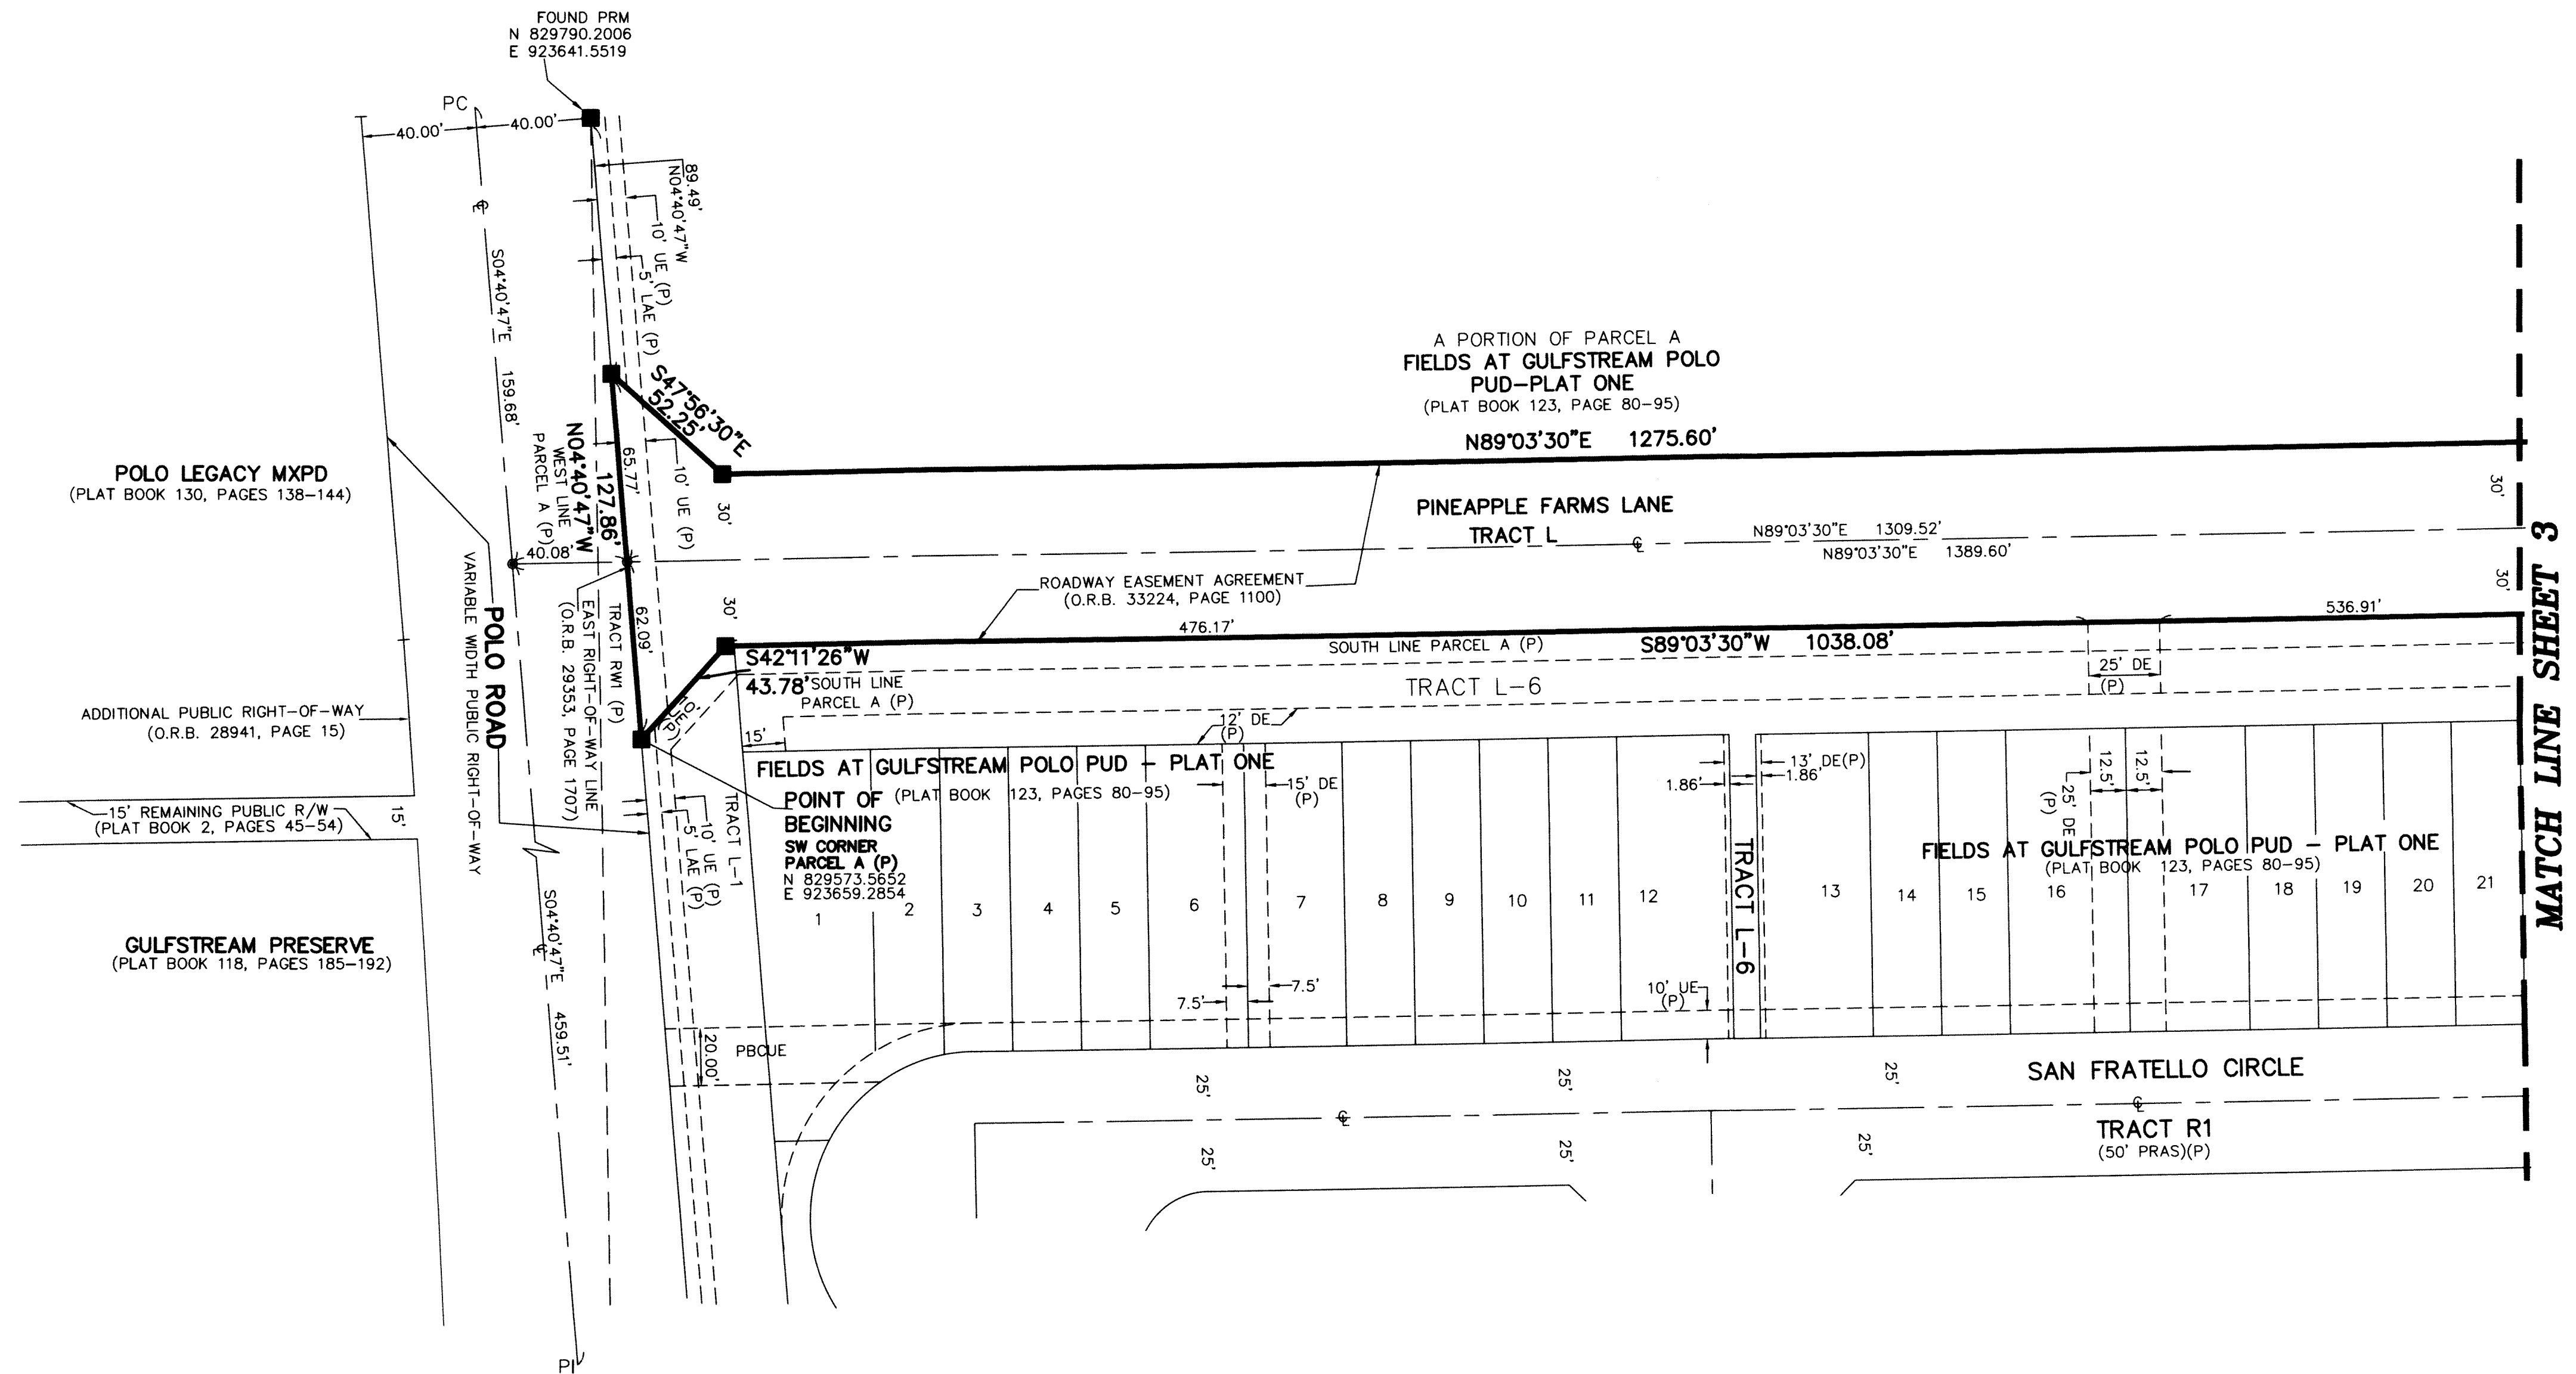 FOUND PRM
N 829790.2006
E 923641.5519
PC
40.00'
40.00'
℄
S04°40'47"E 159.68'
89.49'
N04°40'47"W
10' UE (P)
5' LAE (P)
S47°56'30"E
52.25'
A PORTION OF PARCEL A
FIELDS AT GULFSTREAM POLO
PUD-PLAT ONE
(PLAT BOOK 123, PAGE 80-95)
N89°03'30"E 1275.60'
POLO LEGACY MXPD
(PLAT BOOK 130, PAGES 138-144)
WEST LINE
PARCEL A (P)
N04°40'47"W
127.86'
65.77'
10' UE (P)
30'
30'
PINEAPPLE FARMS LANE
TRACT L
℄
N89°03'30"E 1309.52'
N89°03'30"E 1389.60'
40.08'
ROADWAY EASEMENT AGREEMENT
(O.R.B. 33224, PAGE 1100)
30'
30'
62.09'
TRACT RW1 (P)
EAST RIGHT-OF-WAY LINE
(O.R.B. 29353, PAGE 1707)
POLO ROAD
VARIABLE WIDTH PUBLIC RIGHT-OF-WAY
476.17'
536.91'
SOUTH LINE PARCEL A (P)
S89°03'30"W 1038.08'
S42°11'26"W
43.78'
SOUTH LINE
PARCEL A (P)
10'
UE
(P)
TRACT L-6
25' DE
(P)
ADDITIONAL PUBLIC RIGHT-OF-WAY
(O.R.B. 28941, PAGE 15)
15'
12' DE
(P)
FIELDS AT GULFSTREAM POLO PUD - PLAT ONE
(PLAT BOOK 123, PAGES 80-95)
POINT OF
BEGINNING
SW CORNER
PARCEL A (P)
N 829573.5652
E 923659.2854
15' DE
(P)
13' DE(P)
1.86'
1.86'
12.5'
12.5'
25' DE
(P)
15' REMAINING PUBLIC R/W
(PLAT BOOK 2, PAGES 45-54)
15'
10' UE (P)
5' LAE (P)
TRACT L-1
TRACT L-6
FIELDS AT GULFSTREAM POLO PUD - PLAT ONE
(PLAT BOOK 123, PAGES 80-95)
1
2
3
4
5
6
7
8
9
10
11
12
13
14
15
16
17
18
19
20
21
MATCH LINE SHEET 3
GULFSTREAM PRESERVE
(PLAT BOOK 118, PAGES 185-192)
S04°40'47"E 459.51'
℄
7.5'
7.5'
10' UE
(P)
20.00'
PBCUE
25'
25'
25'
SAN FRATELLO CIRCLE
℄
℄
25'
25'
25'
TRACT R1
(50' PRAS)(P)
PI